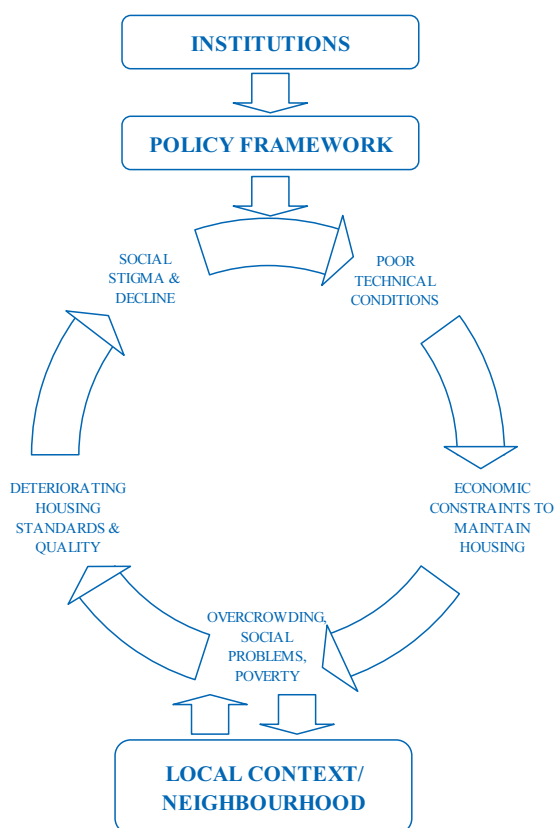 INSTITUTIONS
POLICY FRAMEWORK
SOCIAL
STIGMA &
DECLINE
POOR
TECHNICAL
CONDITIONS
DETERIORATING
HOUSING
STANDARDS &
QUALITY
ECONOMIC
CONSTRAINTS TO
MAINTAIN
HOUSING
OVERCROWDING,
SOCIAL
PROBLEMS,
POVERTY
LOCAL CONTEXT/
NEIGHBOURHOOD